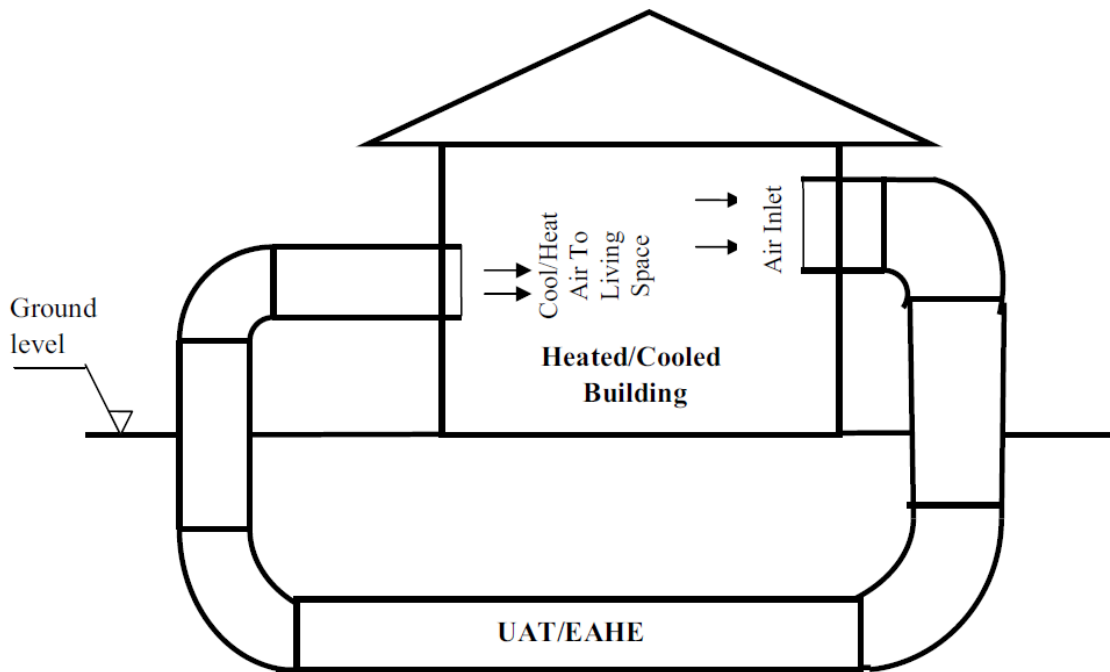 Ground
level
Cool/Heat
Air To
Living
Space
Air Inlet
Heated/Cooled
Building
UAT/EAHE